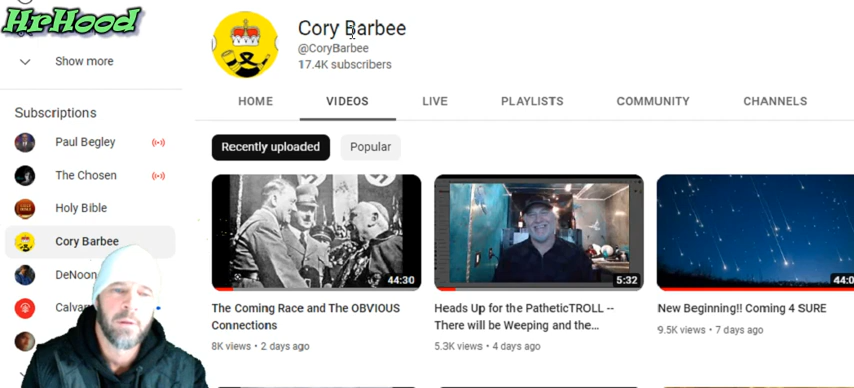 HrHood
Show more
Subscriptions
Paul Begley
The Chosen
Holy Bible
Cory Barbee
DeNoon
Calva
Cory Barbee
@CoryBarbee
17.4K subscribers
HOME
VIDEOS
LIVE
PLAYLISTS
COMMUNITY
CHANNELS
Recently uploaded
Popular
44:30
5:32
44:0
The Coming Race and The OBVIOUS
Connections
8K views • 2 days ago
Heads Up for the PatheticTROLL --
There will be Weeping and the...
5.3K views • 4 days ago
New Beginning!! Coming 4 SURE
9.5K views • 7 days ago